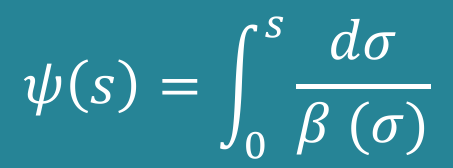 ψ(s) = ∫₀ˢ dσ / β (σ)